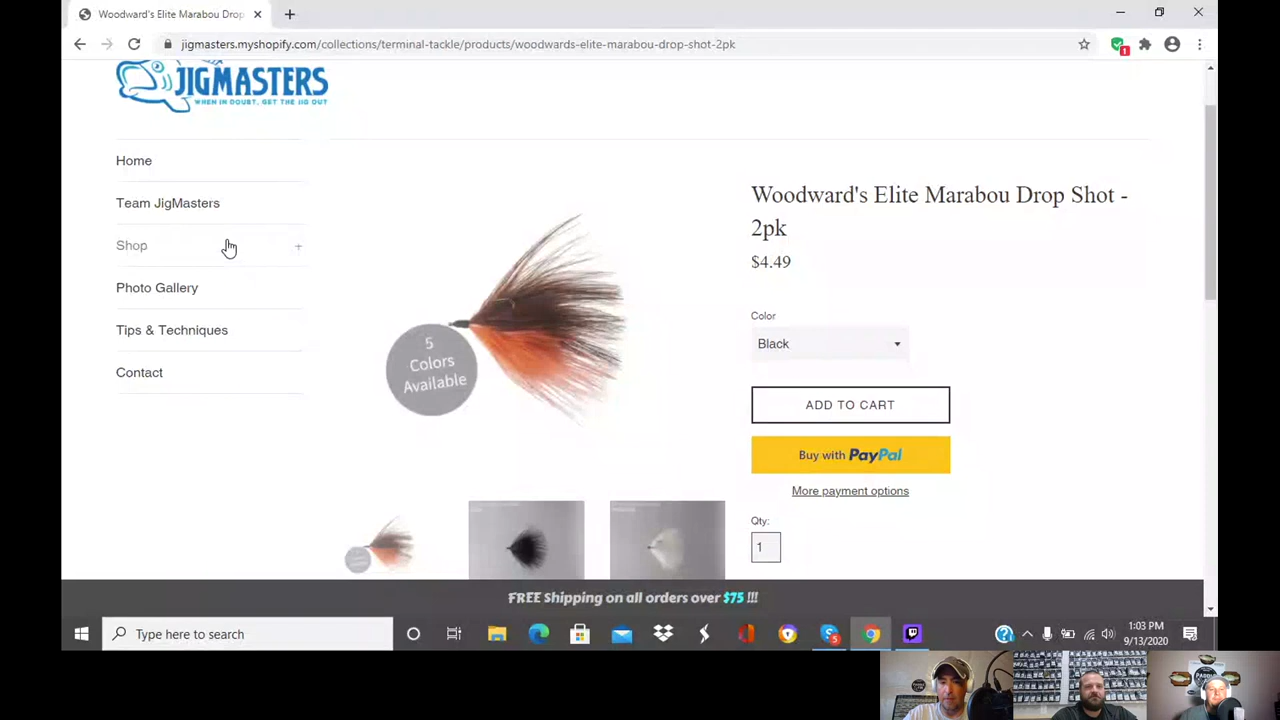 Woodward's Elite Marabou Drop
jigmasters.myshopify.com/collections/terminal-tackle/products/woodwards-elite-marabou-drop-shot-2pk
1
JIGMASTERS
WHEN IN DOUBT, GET THE JIG OUT
Home
Team JigMasters
Shop
+
Photo Gallery
Tips & Techniques
Contact
5
Colors
Available
Woodward's Elite Marabou Drop Shot -
2pk
$4.49
Color
Black
ADD TO CART
Buy with PayPal
More payment options
Qty:
1
FREE Shipping on all orders over $75 !!!
Type here to search
5
1:03 PM
9/13/2020